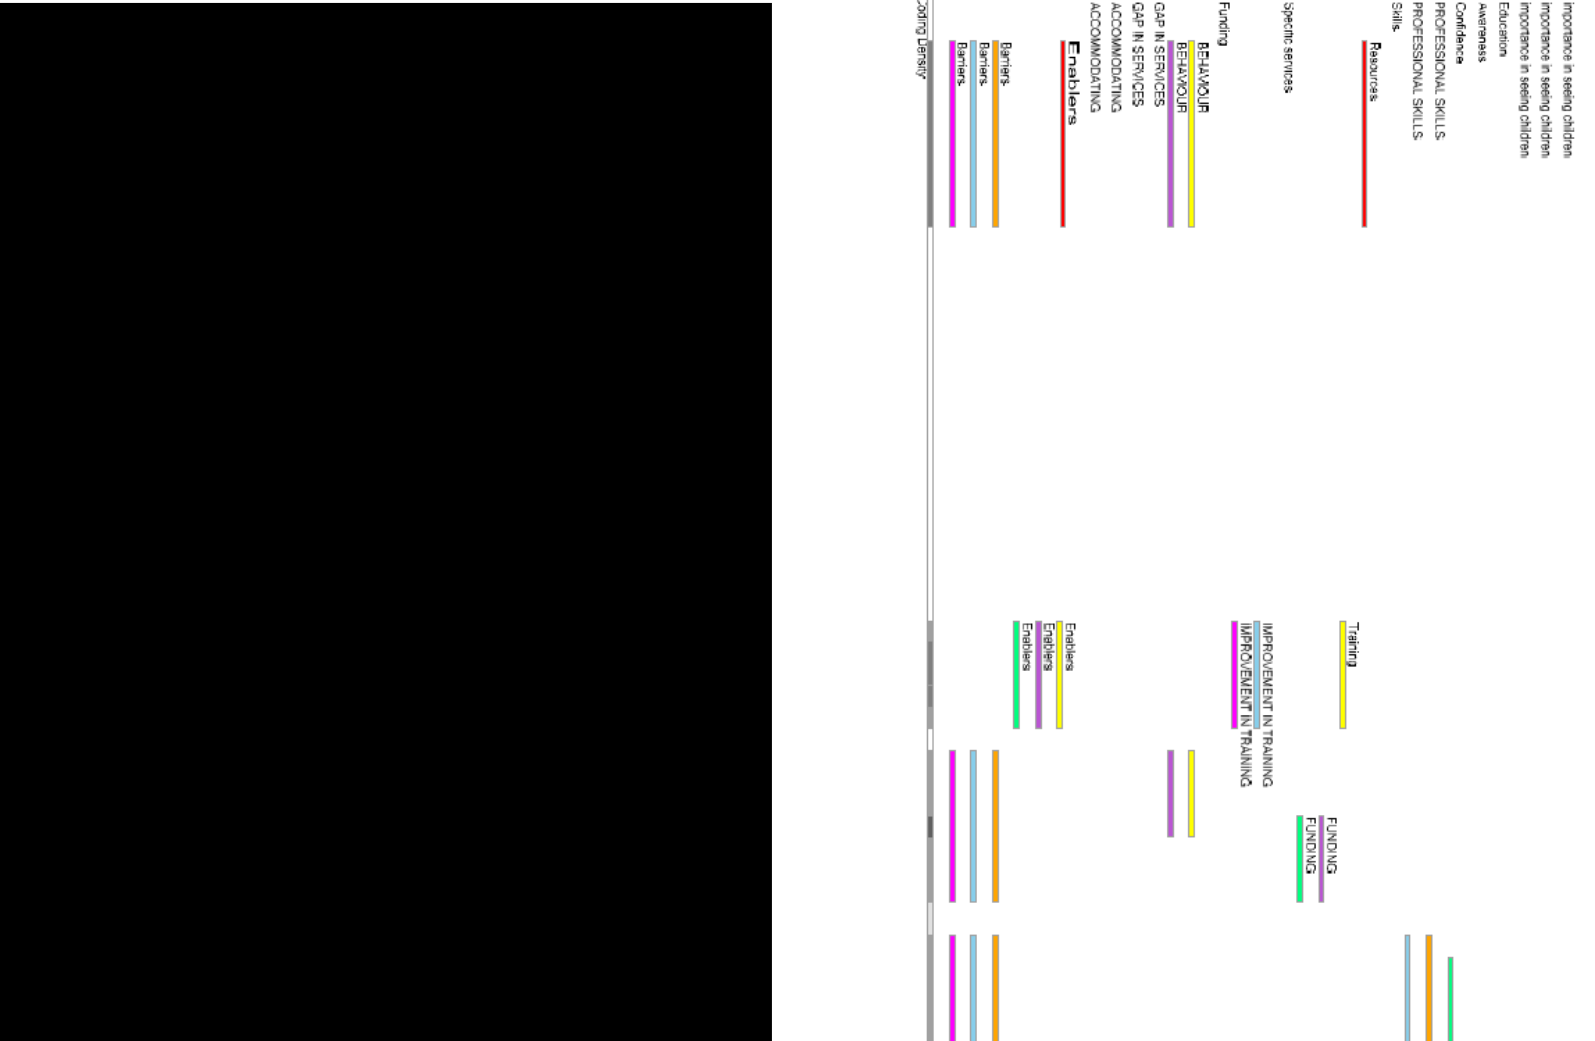 Importance in seeing children
Importance in seeing children
Importance in seeing children
Education
Awareness
Confidence
PROFESSIONAL SKILLS
PROFESSIONAL SKILLS
Skills
Resources
Training
FUNDING
FUNDING
Specific services
IMPROVEMENT IN TRAINING
IMPROVEMENT IN TRAINING
Funding
BEHAVIOUR
BEHAVIOUR
GAP IN SERVICES
GAP IN SERVICES
ACCOMMODATING
ACCOMMODATING
Enablers
Enablers
Enablers
Enablers
Barriers
Barriers
Barriers
Coding Density